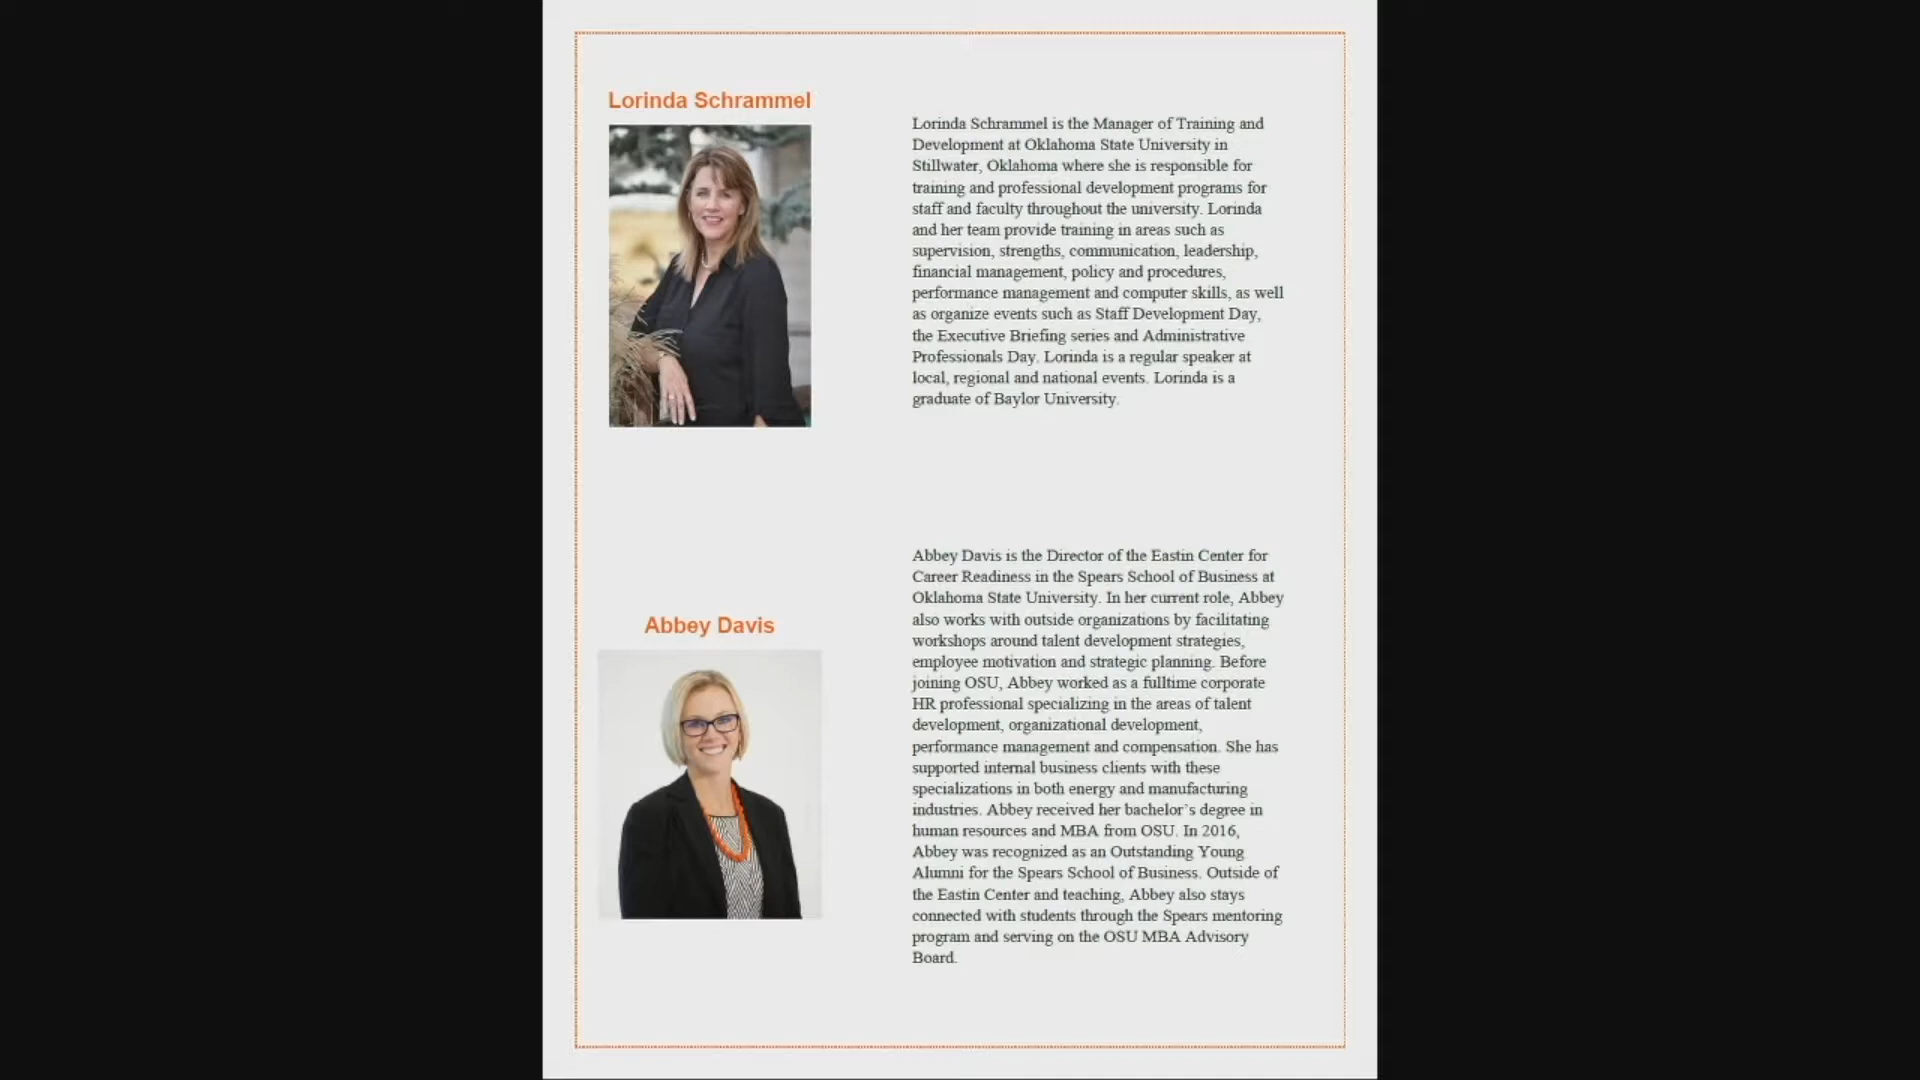 Lorinda Schrammel
Lorinda Schrammel is the Manager of Training and
Development at Oklahoma State University in
Stillwater, Oklahoma where she is responsible for
training and professional development programs for
staff and faculty throughout the university. Lorinda
and her team provide training in areas such as
supervision, strengths, communication, leadership,
financial management, policy and procedures,
performance management and computer skills, as well
as organize events such as Staff Development Day,
the Executive Briefing series and Administrative
Professionals Day. Lorinda is a regular speaker at
local, regional and national events. Lorinda is a
graduate of Baylor University.
Abbey Davis
Abbey Davis is the Director of the Eastin Center for
Career Readiness in the Spears School of Business at
Oklahoma State University. In her current role, Abbey
also works with outside organizations by facilitating
workshops around talent development strategies,
employee motivation and strategic planning. Before
joining OSU, Abbey worked as a fulltime corporate
HR professional specializing in the areas of talent
development, organizational development,
performance management and compensation. She has
supported internal business clients with these
specializations in both energy and manufacturing
industries. Abbey received her bachelor's degree in
human resources and MBA from OSU. In 2016,
Abbey was recognized as an Outstanding Young
Alumni for the Spears School of Business. Outside of
the Eastin Center and teaching, Abbey also stays
connected with students through the Spears mentoring
program and serving on the OSU MBA Advisory
Board.